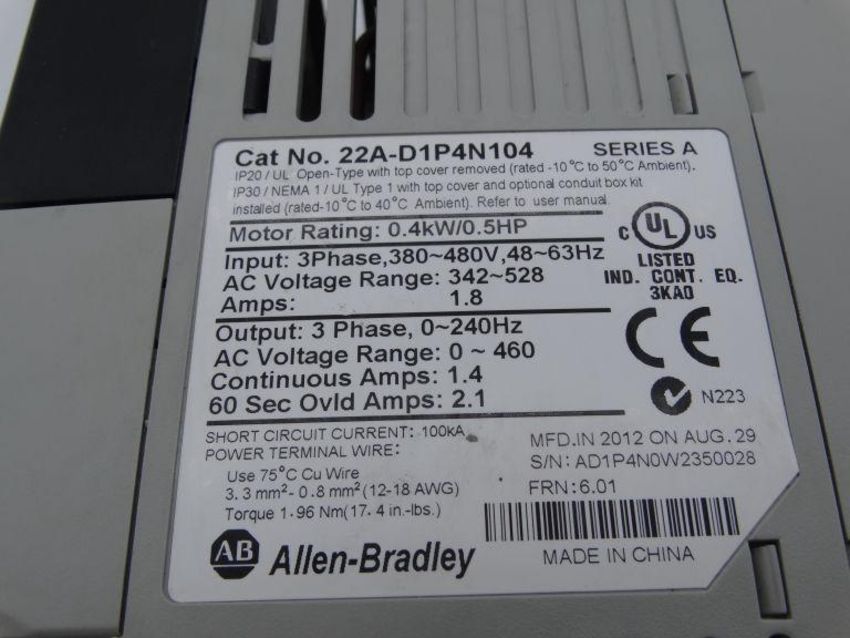 Cat No. 22A-D1P4N104 SERIES A
IP20 / UL Open-Type with top cover removed (rated -10°C to 50°C Ambient).
IP30 / NEMA 1 / UL Type 1 with top cover and optional conduit box kit
installed (rated-10°C to 40°C Ambient). Refer to user manual.
Motor Rating: 0.4kW/0.5HP
Input: 3Phase,380~480V,48~63Hz
AC Voltage Range: 342~528
Amps: 1.8
C UL US
LISTED
IND. CONT. EQ.
3KA0
Output: 3 Phase, 0~240Hz
AC Voltage Range: 0 ~ 460
Continuous Amps: 1.4
60 Sec Ovld Amps: 2.1
CE
N223
SHORT CIRCUIT CURRENT: 100kA
POWER TERMINAL WIRE:
Use 75°C Cu Wire
3.3 mm²- 0.8 mm² (12-18 AWG)
Torque 1.96 Nm(17.4 in.-lbs.)
MFD.IN 2012 ON AUG. 29
S/N: AD1P4N0W2350028
FRN: 6.01
AB Allen-Bradley
MADE IN CHINA